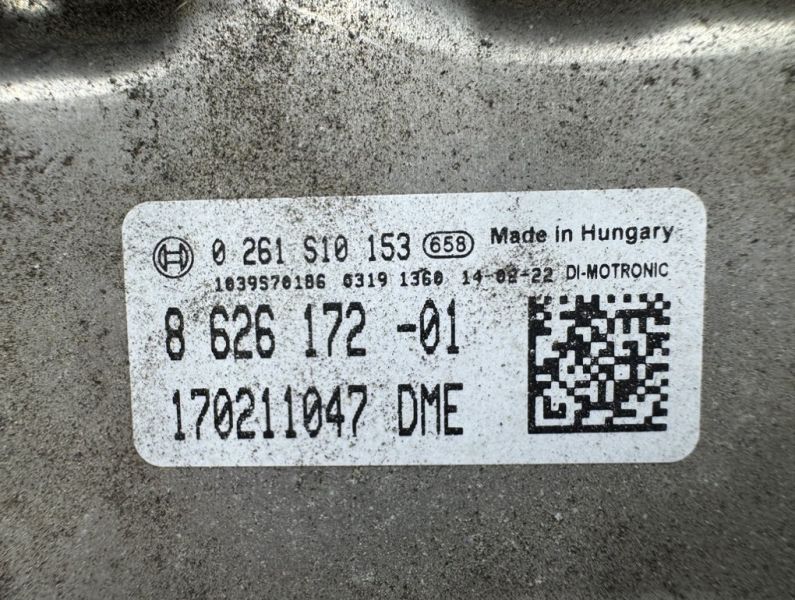 0 261 S10 153 658 Made in Hungary
1039S70186 0319 1360 14-02-22 DI-MOTRONIC
8 626 172 -01
170211047 DME